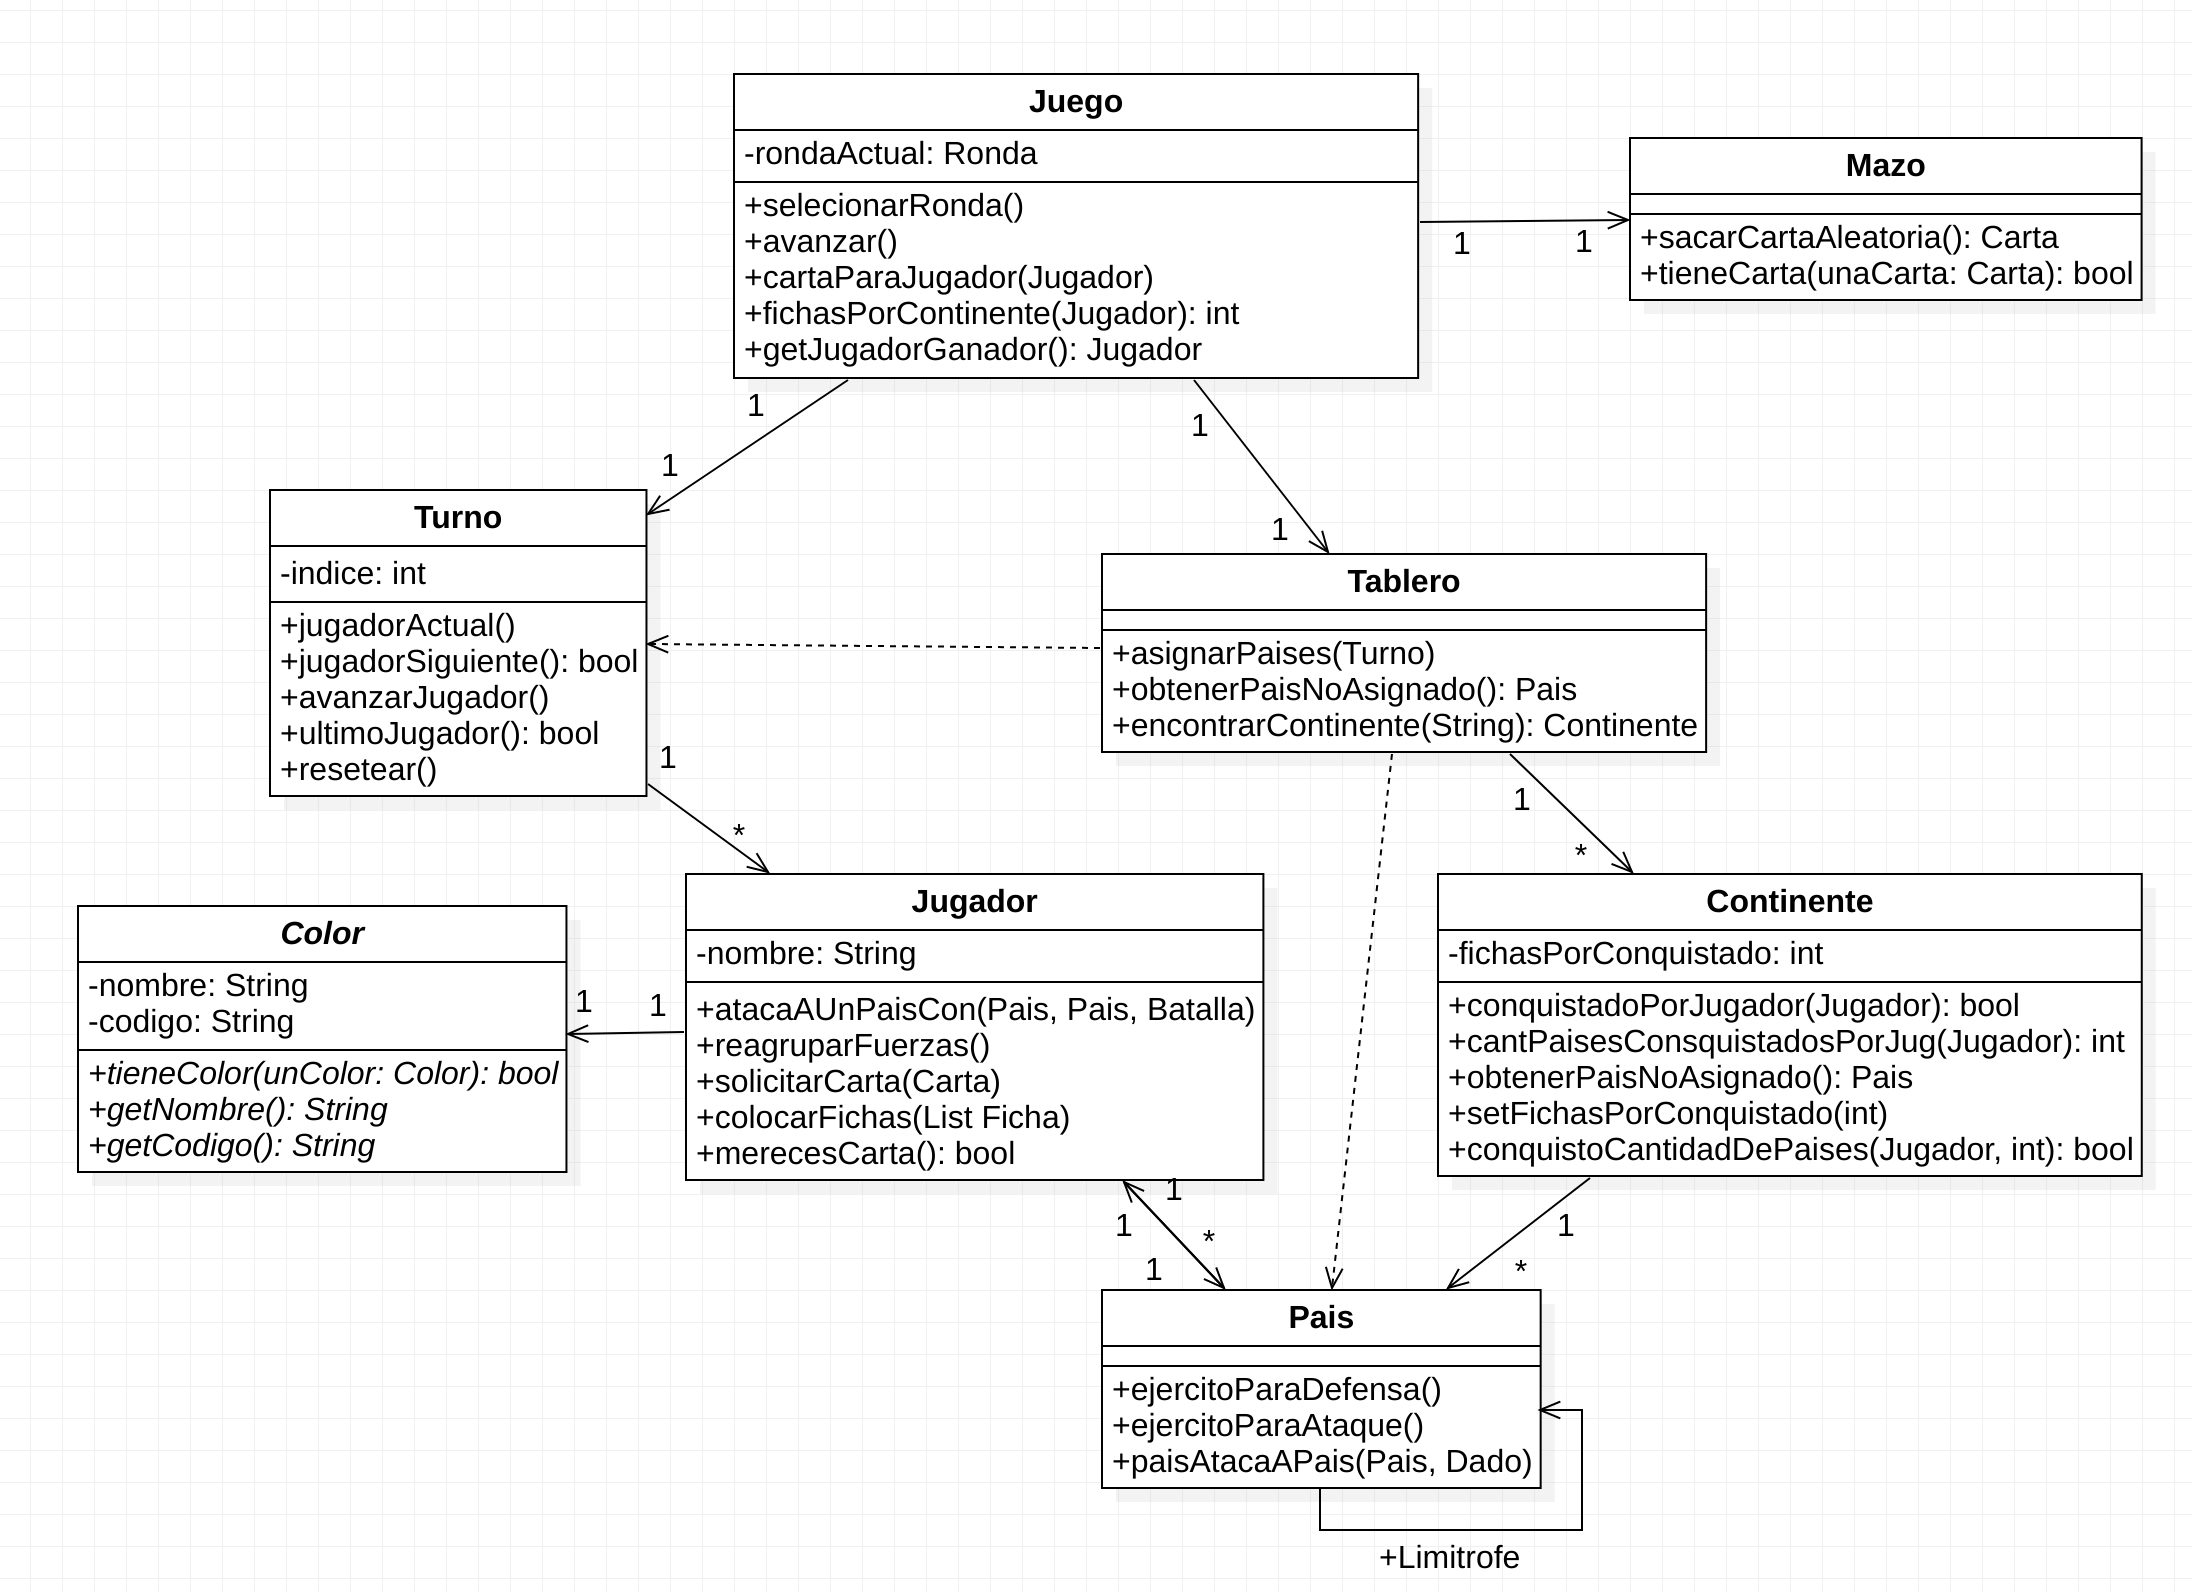 Juego
-rondaActual: Ronda
+selecionarRonda()
+avanzar()
+cartaParaJugador(Jugador)
+fichasPorContinente(Jugador): int
+getJugadorGanador(): Jugador
Mazo
+sacarCartaAleatoria(): Carta
+tieneCarta(unaCarta: Carta): bool
1
1
1
1
1
1
Turno
-indice: int
+jugadorActual()
+jugadorSiguiente(): bool
+avanzarJugador()
+ultimoJugador(): bool
+resetear()
Tablero
+asignarPaises(Turno)
+obtenerPaisNoAsignado(): Pais
+encontrarContinente(String): Continente
1
*
1
*
Color
-nombre: String
-codigo: String
+tieneColor(unColor: Color): bool
+getNombre(): String
+getCodigo(): String
1
1
Jugador
-nombre: String
+atacaAUnPaisCon(Pais, Pais, Batalla)
+reagruparFuerzas()
+solicitarCarta(Carta)
+colocarFichas(List Ficha)
+merecesCarta(): bool
Continente
-fichasPorConquistado: int
+conquistadoPorJugador(Jugador): bool
+cantPaisesConsquistadosPorJug(Jugador): int
+obtenerPaisNoAsignado(): Pais
+setFichasPorConquistado(int)
+conquistoCantidadDePaises(Jugador, int): bool
1
1
*
1
1
*
Pais
+ejercitoParaDefensa()
+ejercitoParaAtaque()
+paisAtacaAPais(Pais, Dado)
+Limitrofe